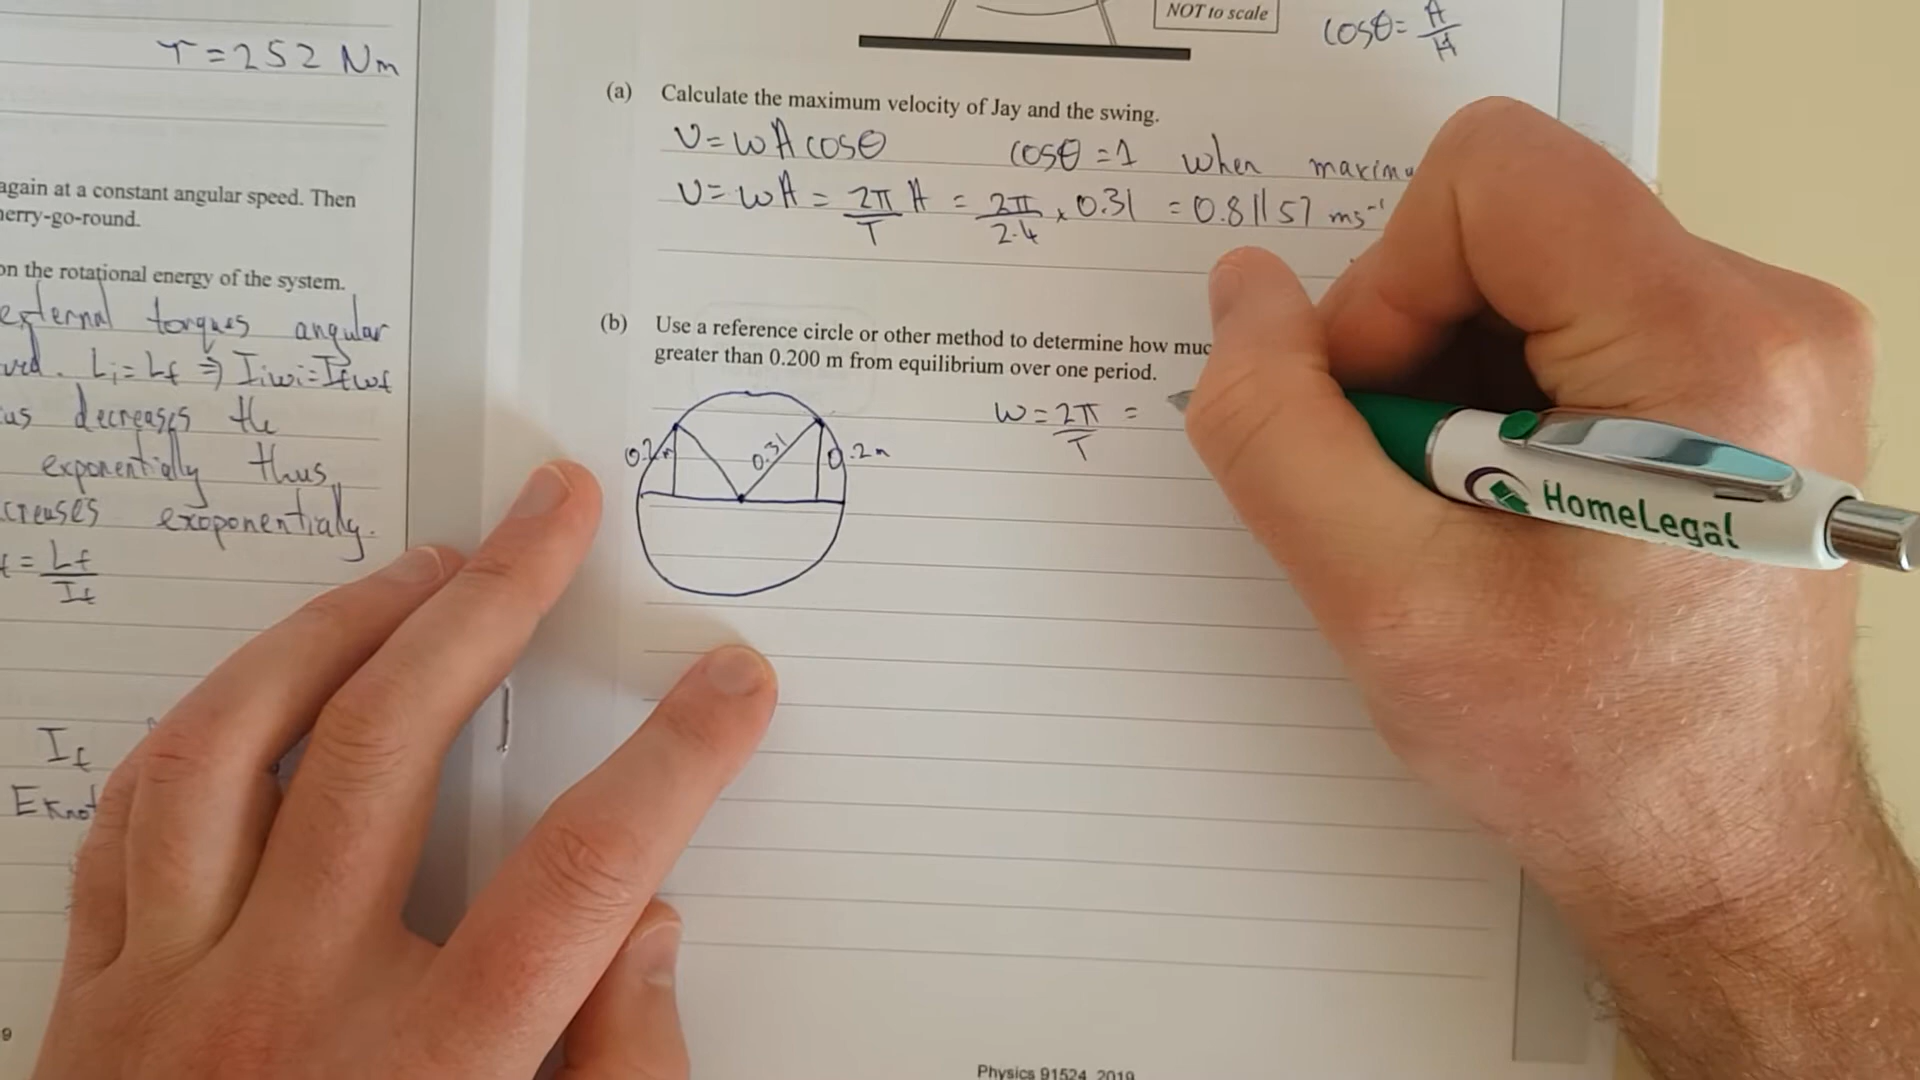 τ = 252 Nm
again at a constant angular speed. Then
merry-go-round.
on the rotational energy of the system.
external torques angular
Li = Lf ⇒ Iiωi = Ifωf
decreases the
exponentially thus
creases exoponentialy.
= Lf
If
If
9
NOT to scale
cosθ = A
H
(a) Calculate the maximum velocity of Jay and the swing.
v = ωA cosθ cosθ = 1 when maximu
v = ωA = 2π A = 2π x 0.31 = 0.81157 ms⁻¹
T 2.4
(b) Use a reference circle or other method to determine how muc
greater than 0.200 m from equilibrium over one period.
ω = 2π =
T
0.2m 0.31 0.2m
HomeLegal
Physics 91524, 2019